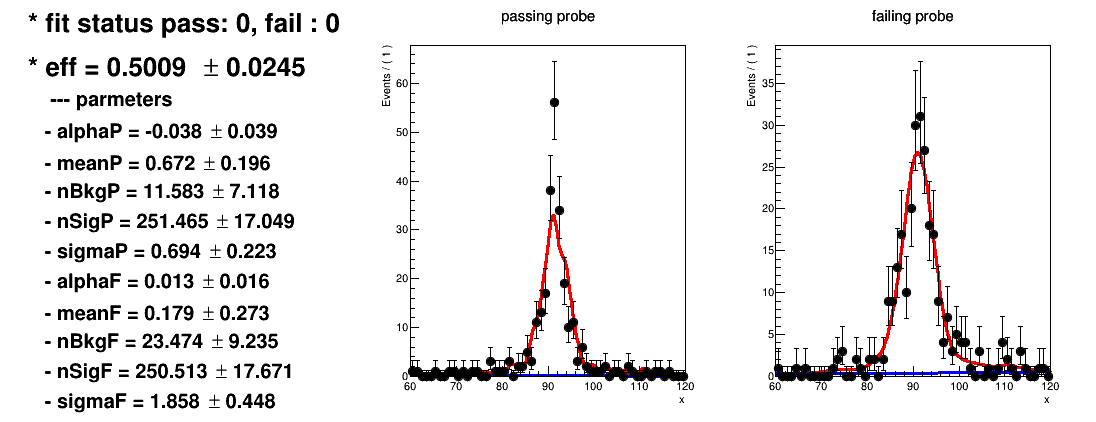 * fit status pass: 0, fail : 0
* eff = 0.5009 ± 0.0245
--- parmeters
- alphaP = -0.038 ± 0.039
- meanP = 0.672 ± 0.196
- nBkgP = 11.583 ± 7.118
- nSigP = 251.465 ± 17.049
- sigmaP = 0.694 ± 0.223
- alphaF = 0.013 ± 0.016
- meanF = 0.179 ± 0.273
- nBkgF = 23.474 ± 9.235
- nSigF = 250.513 ± 17.671
- sigmaF = 1.858 ± 0.448
passing probe
Events / ( 1 )
60
50
40
30
20
10
0
60 70 80 90 100 110 120
x
failing probe
Events / ( 1 )
35
30
25
20
15
10
5
0
60 70 80 90 100 110 120
x